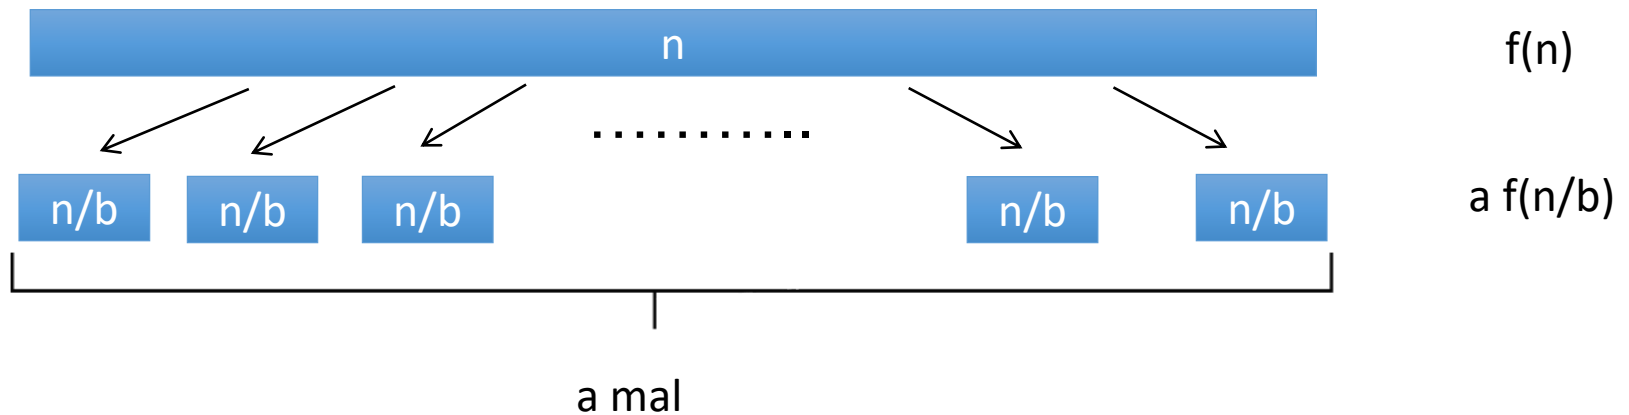 n f(n)
n/b n/b n/b ........... n/b n/b a f(n/b)
a mal